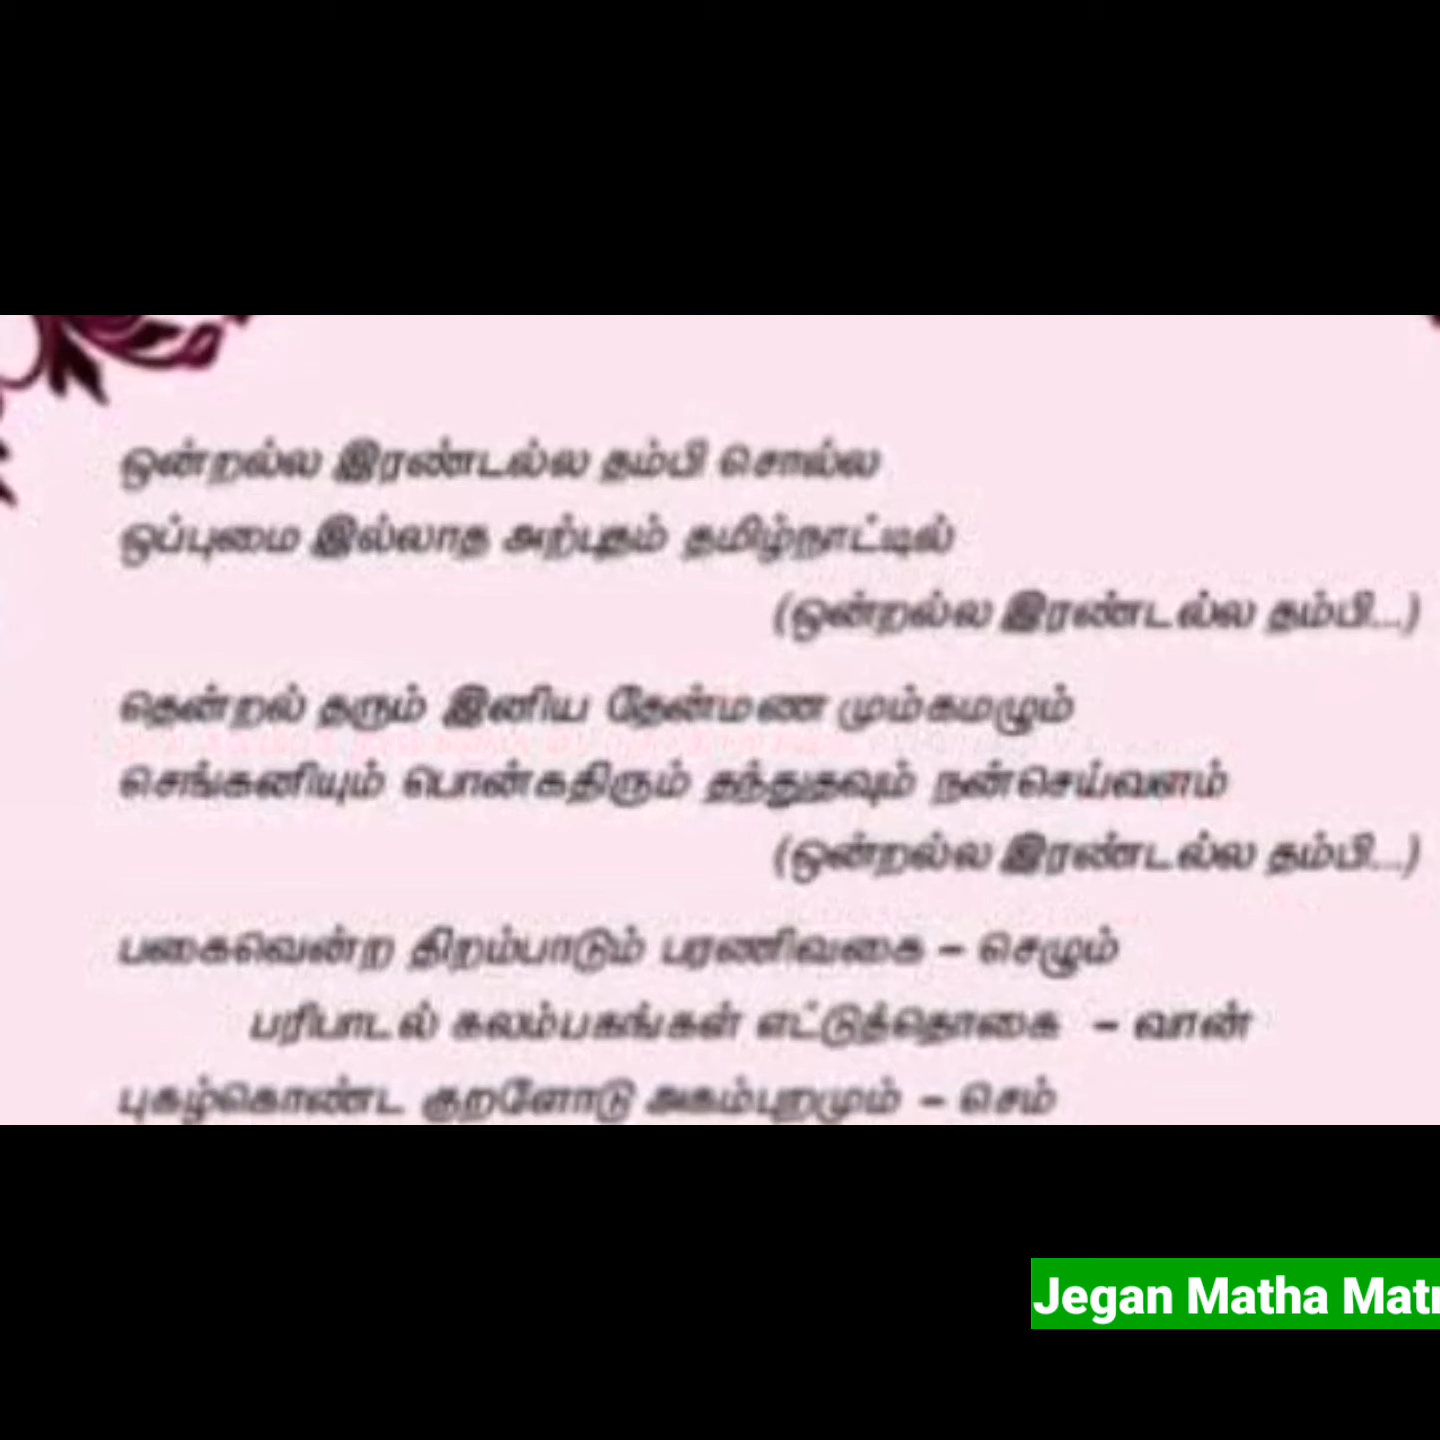 ஒன்றல்ல இரண்டல்ல தம்பி சொல்ல
ஒப்புமை இல்லாத அற்புதம் தமிழ்நாட்டில்
(ஒன்றல்ல இரண்டல்ல தம்பி...)
தென்றல் தரும் இனிய தேன்மண மும்கமழும்
செங்கனியும் பொன்கதிரும் தந்துதவும் நன்செய்வளம்
(ஒன்றல்ல இரண்டல்ல தம்பி...)
பகைவென்ற திறம்பாடும் பரணிவகை – செழும்
பரிபாடல் கலம்பகங்கள் எட்டுத்தொகை – வான்
புகழ்கொண்ட குறளோடு அகம்புறமும் – செம்
Jegan Matha Matr